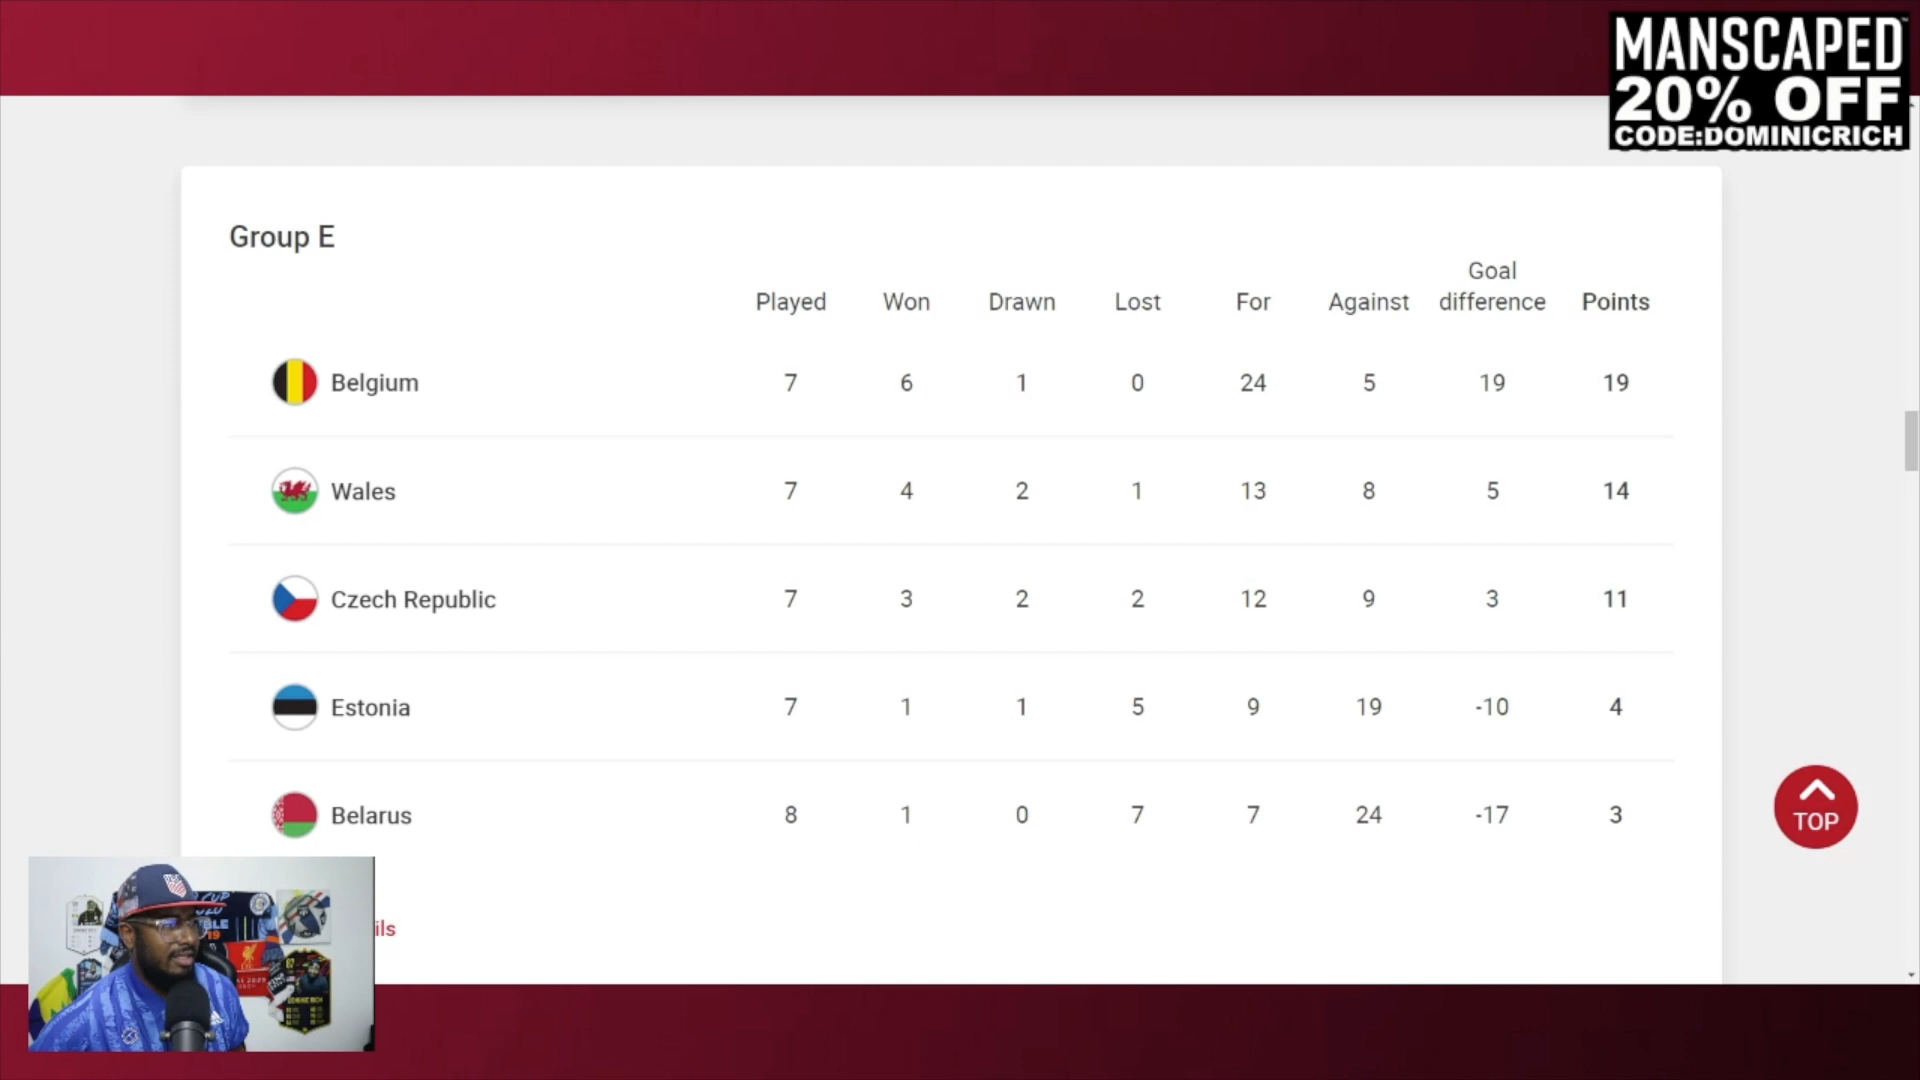 MANSCAPED
20% OFF
CODE:DOMINICRICH
Group E
Played Won Drawn Lost For Against Goal difference Points
Belgium 7 6 1 0 24 5 19 19
Wales 7 4 2 1 13 8 5 14
Czech Republic 7 3 2 2 12 9 3 11
Estonia 7 1 1 5 9 19 -10 4
Belarus 8 1 0 7 7 24 -17 3
TOP
ils